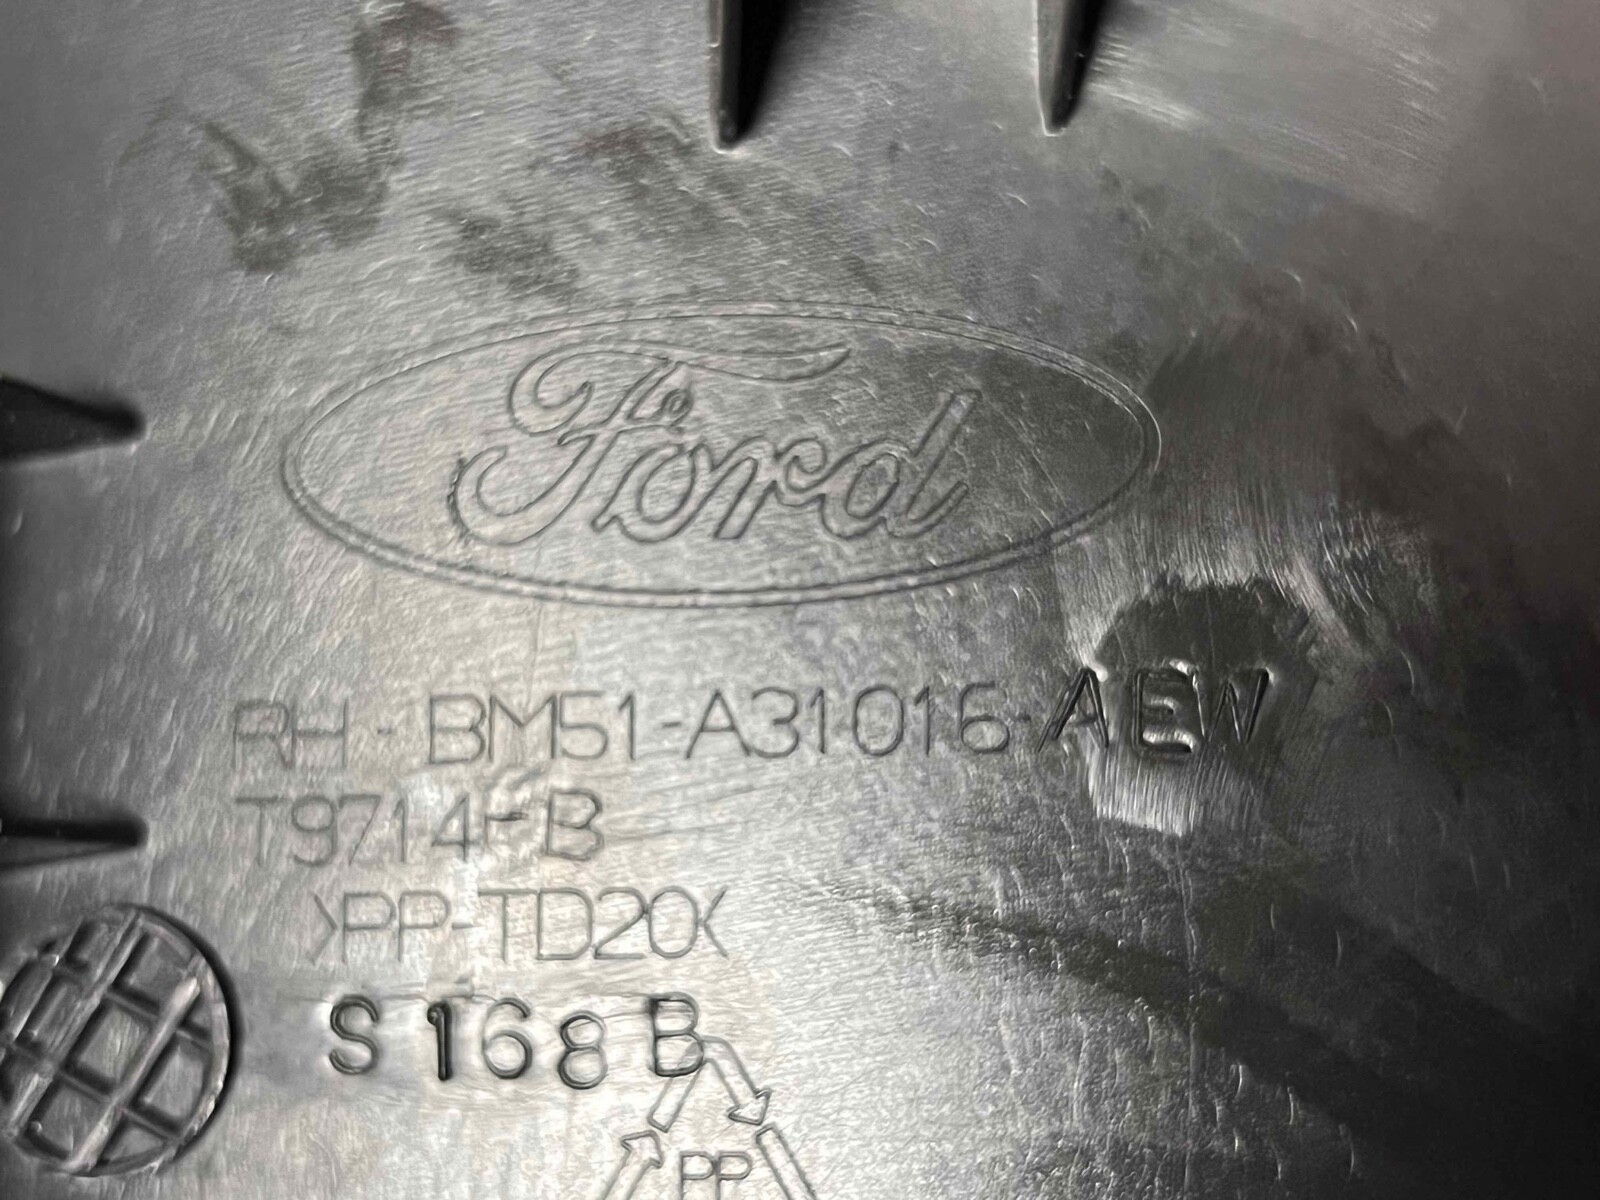 Ford
RH - BM51-A31016-AEW
T9714-B
>PP-TD20<
S 168 B
PP